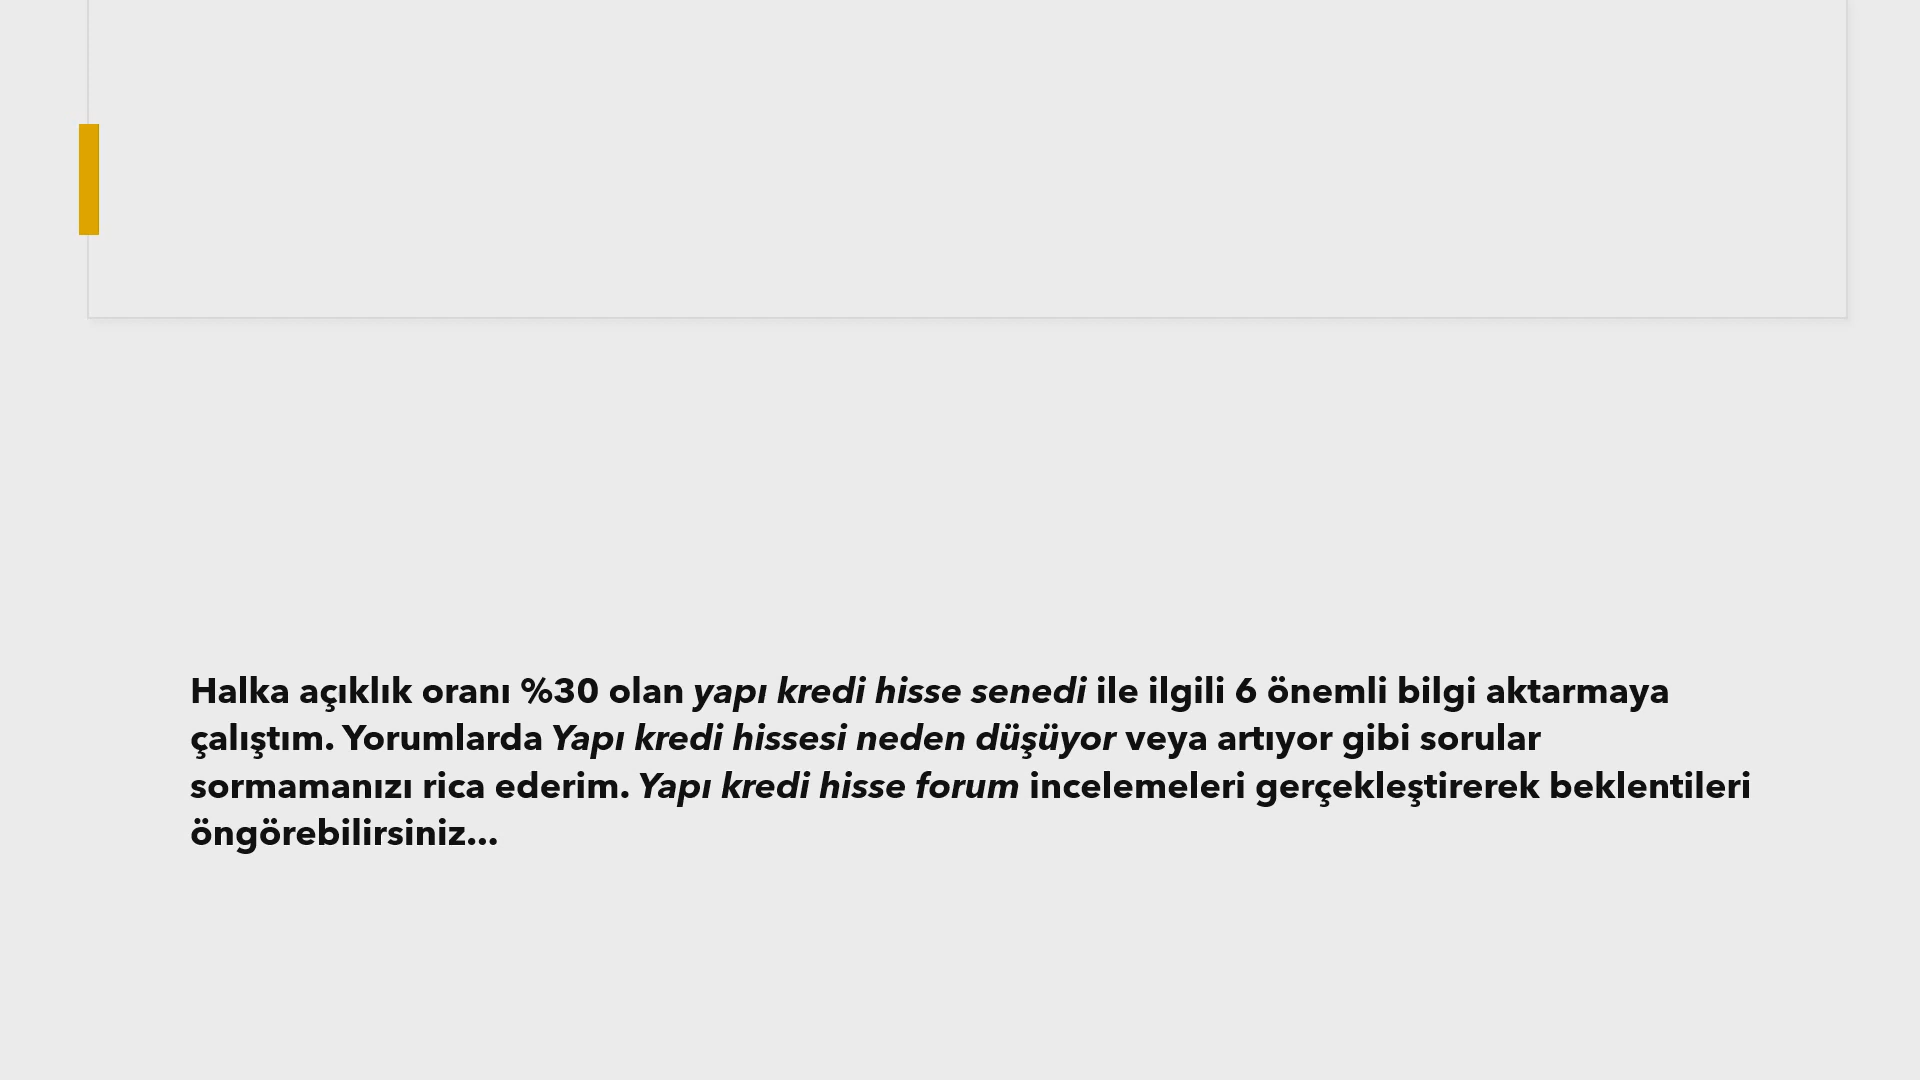 Halka açıklık oranı %30 olan yapı kredi hisse senedi ile ilgili 6 önemli bilgi aktarmaya
çalıştım. Yorumlarda Yapı kredi hissesi neden düşüyor veya artıyor gibi sorular
sormamanızı rica ederim. Yapı kredi hisse forum incelemeleri gerçekleştirerek beklentileri
öngörebilirsiniz...